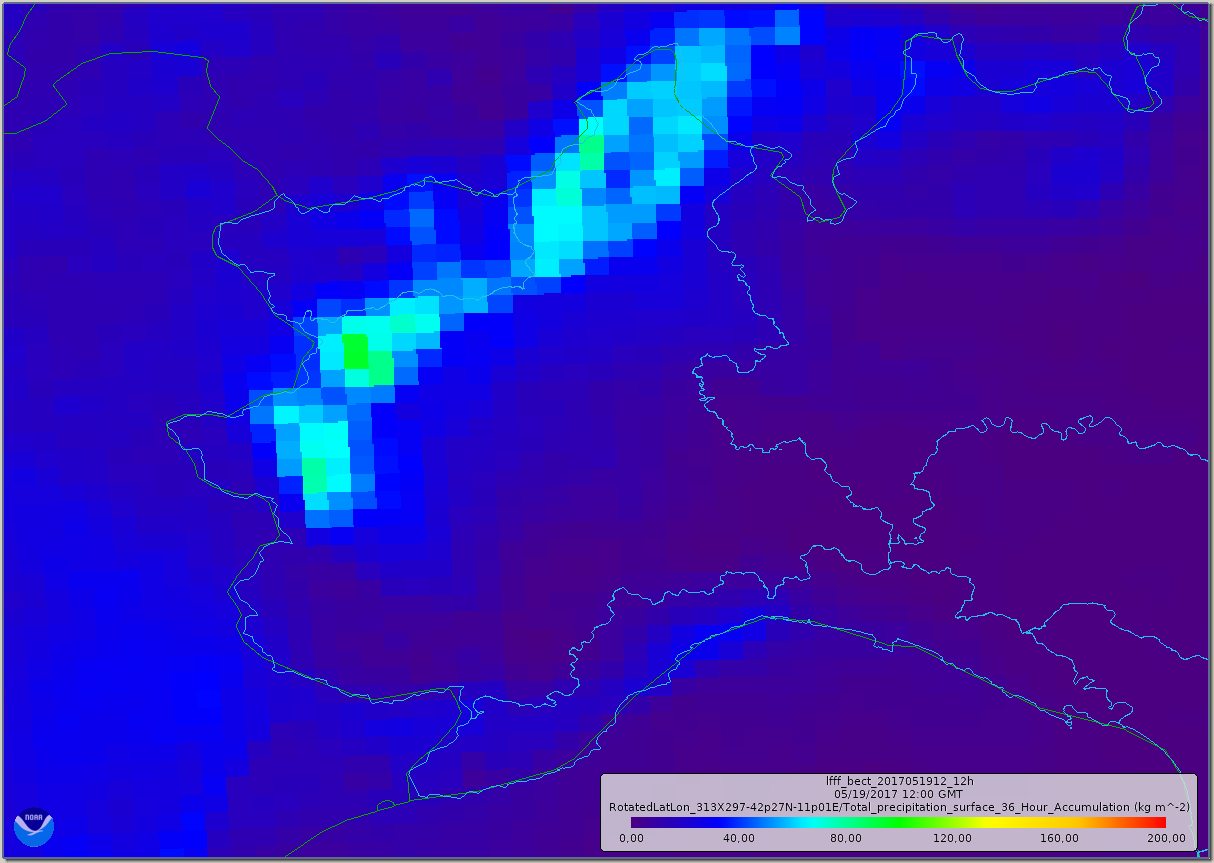 NOAA
lfff_bect_2017051912_12h
05/19/2017 12:00 GMT
RotatedLatLon_313X297-42p27N-11p01E/Total_precipitation_surface_36_Hour_Accumulation (kg m^-2)
0,00 40,00 80,00 120,00 160,00 200,00